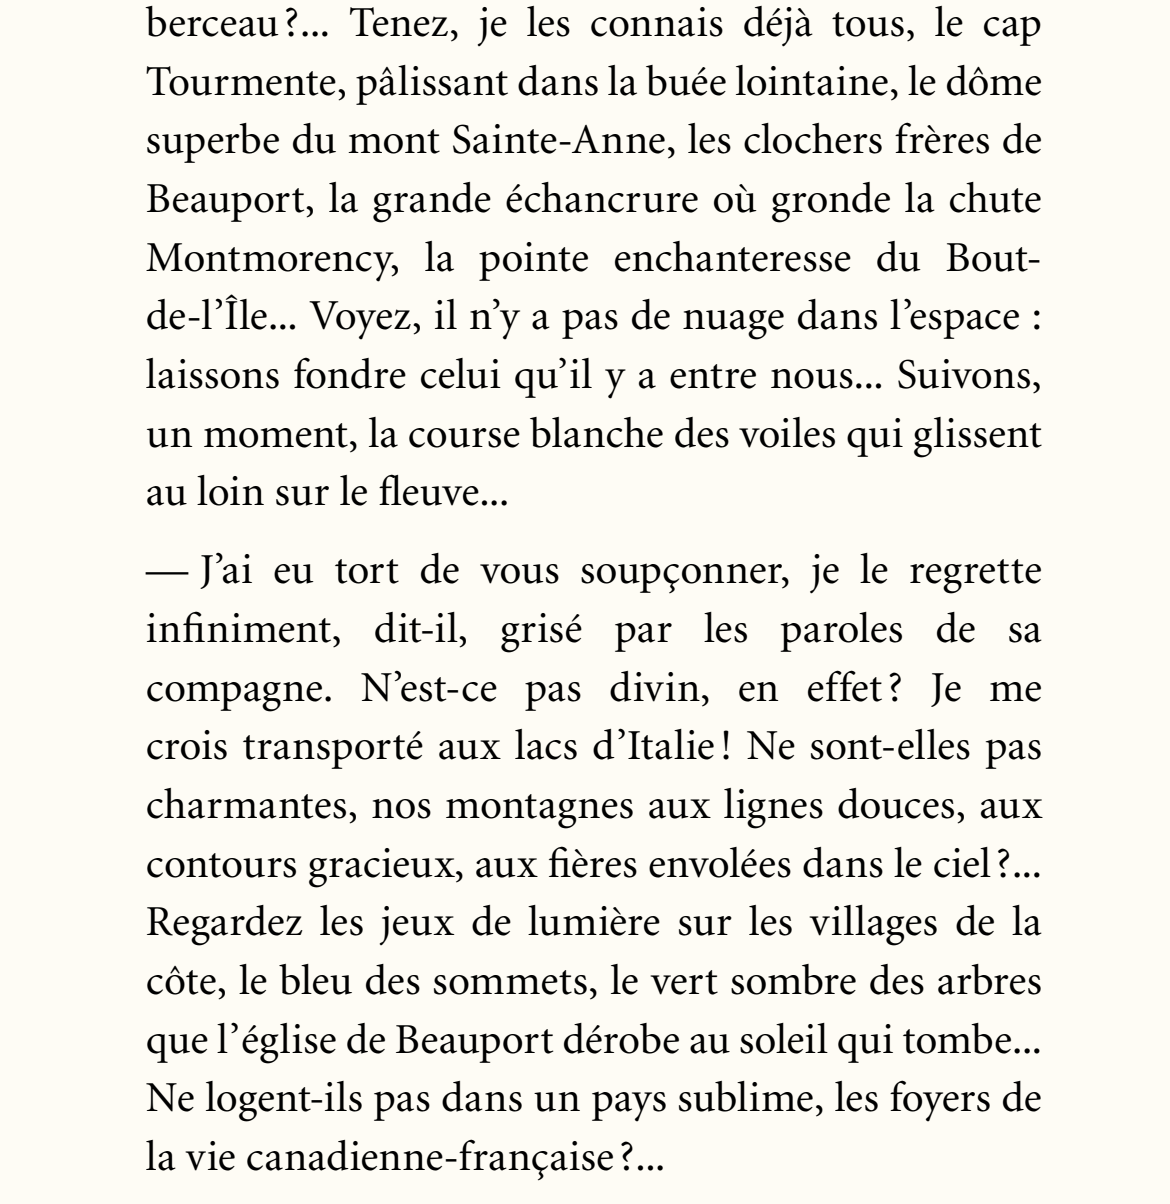 berceau ?... Tenez, je les connais déjà tous, le cap
Tourmente, pâlissant dans la buée lointaine, le dôme
superbe du mont Sainte-Anne, les clochers frères de
Beauport, la grande échancrure où gronde la chute
Montmorency, la pointe enchanteresse du Bout-
de-l’Île... Voyez, il n’y a pas de nuage dans l’espace :
laissons fondre celui qu’il y a entre nous... Suivons,
un moment, la course blanche des voiles qui glissent
au loin sur le fleuve...
— J’ai eu tort de vous soupçonner, je le regrette
infiniment, dit-il, grisé par les paroles de sa
compagne. N’est-ce pas divin, en effet ? Je me
crois transporté aux lacs d’Italie ! Ne sont-elles pas
charmantes, nos montagnes aux lignes douces, aux
contours gracieux, aux fières envolées dans le ciel ?...
Regardez les jeux de lumière sur les villages de la
côte, le bleu des sommets, le vert sombre des arbres
que l’église de Beauport dérobe au soleil qui tombe...
Ne logent-ils pas dans un pays sublime, les foyers de
la vie canadienne-française ?...